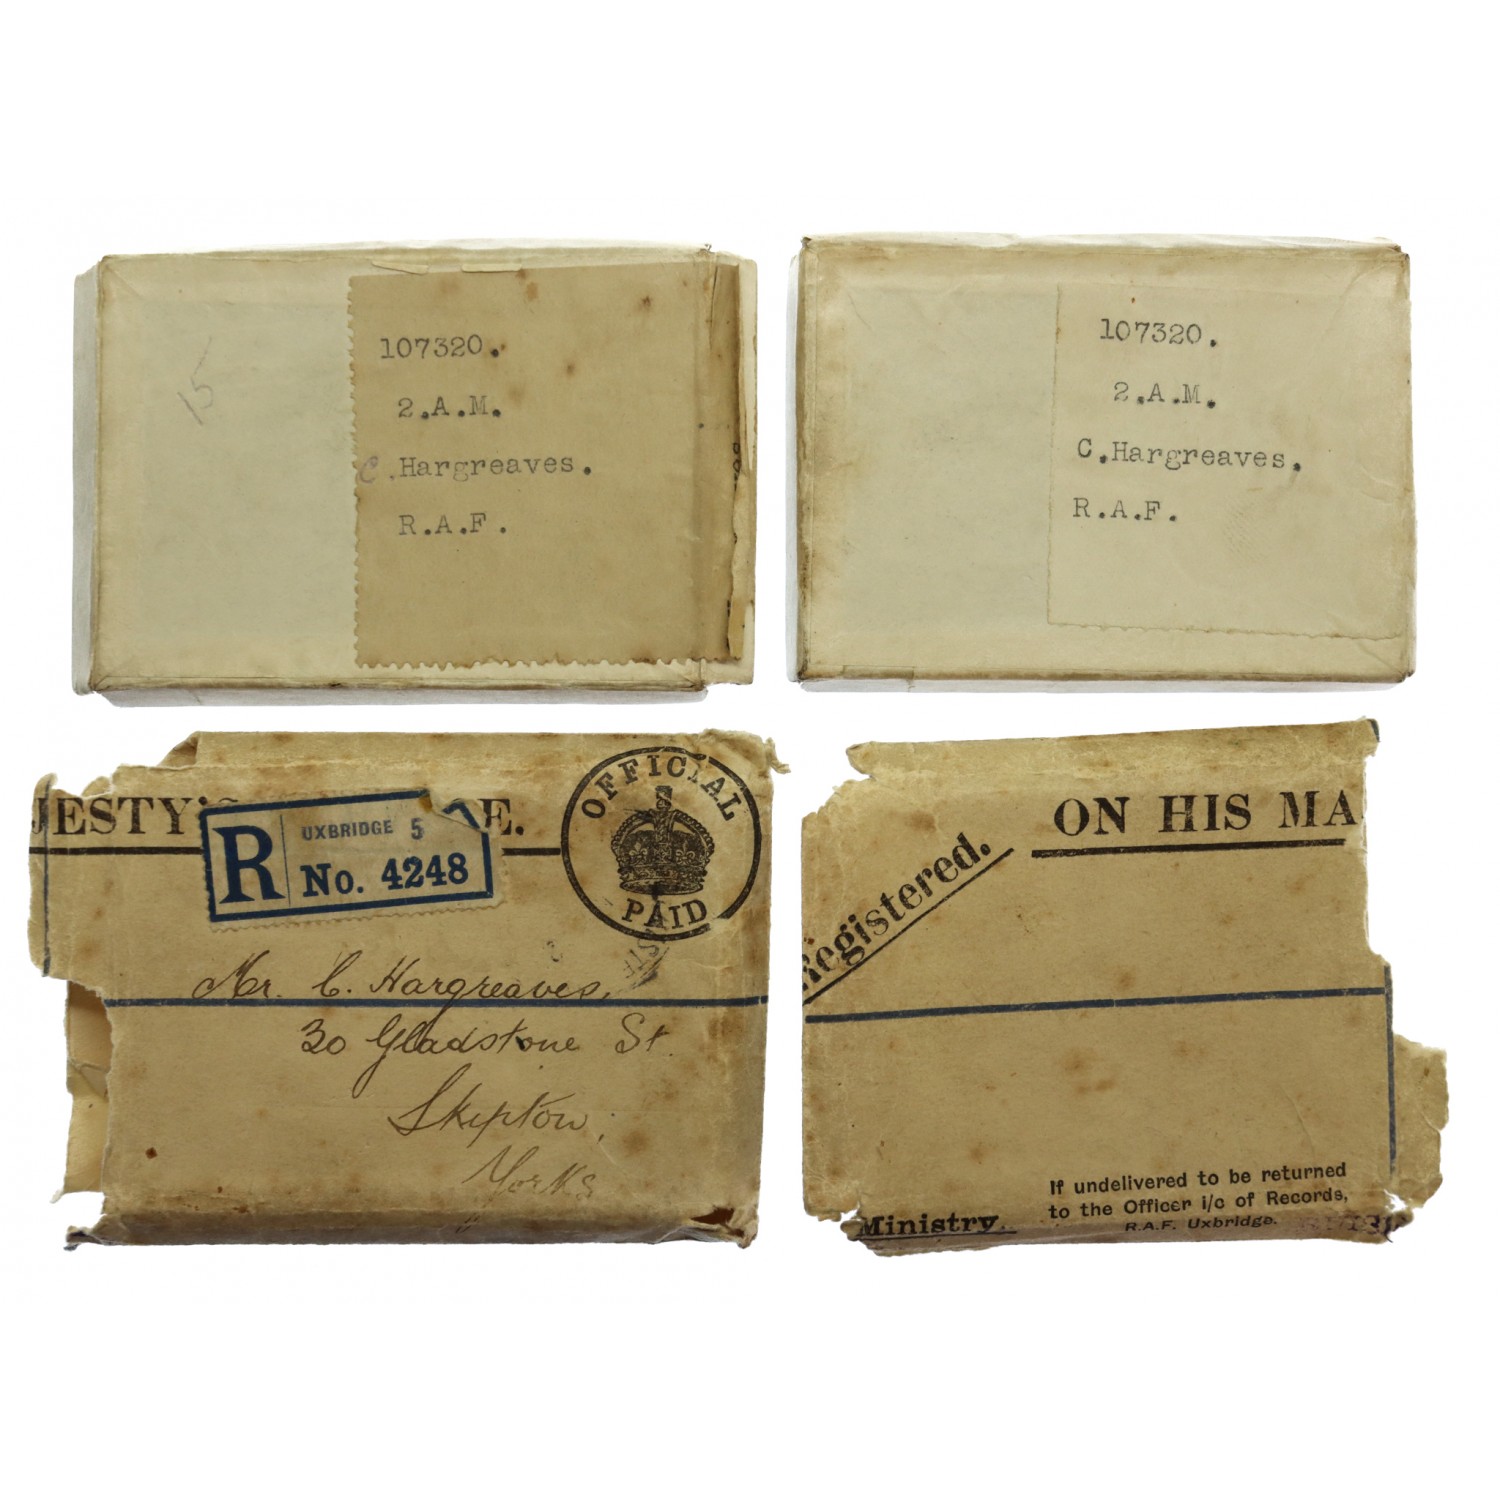 15
107320.
2.A.M.
C.Hargreaves.
R.A.F.
107320.
2.A.M.
C.Hargreaves.
R.A.F.
JESTY'S E.
R UXBRIDGE 5
No. 4248
OFFICIAL
PAID
Mr. C. Hargreaves,
30 Gladstone St.
Skipton,
Yorks
ON HIS MA
Registered.
If undelivered to be returned
to the Officer i/c of Records,
R.A.F. Uxbridge.
Ministry.